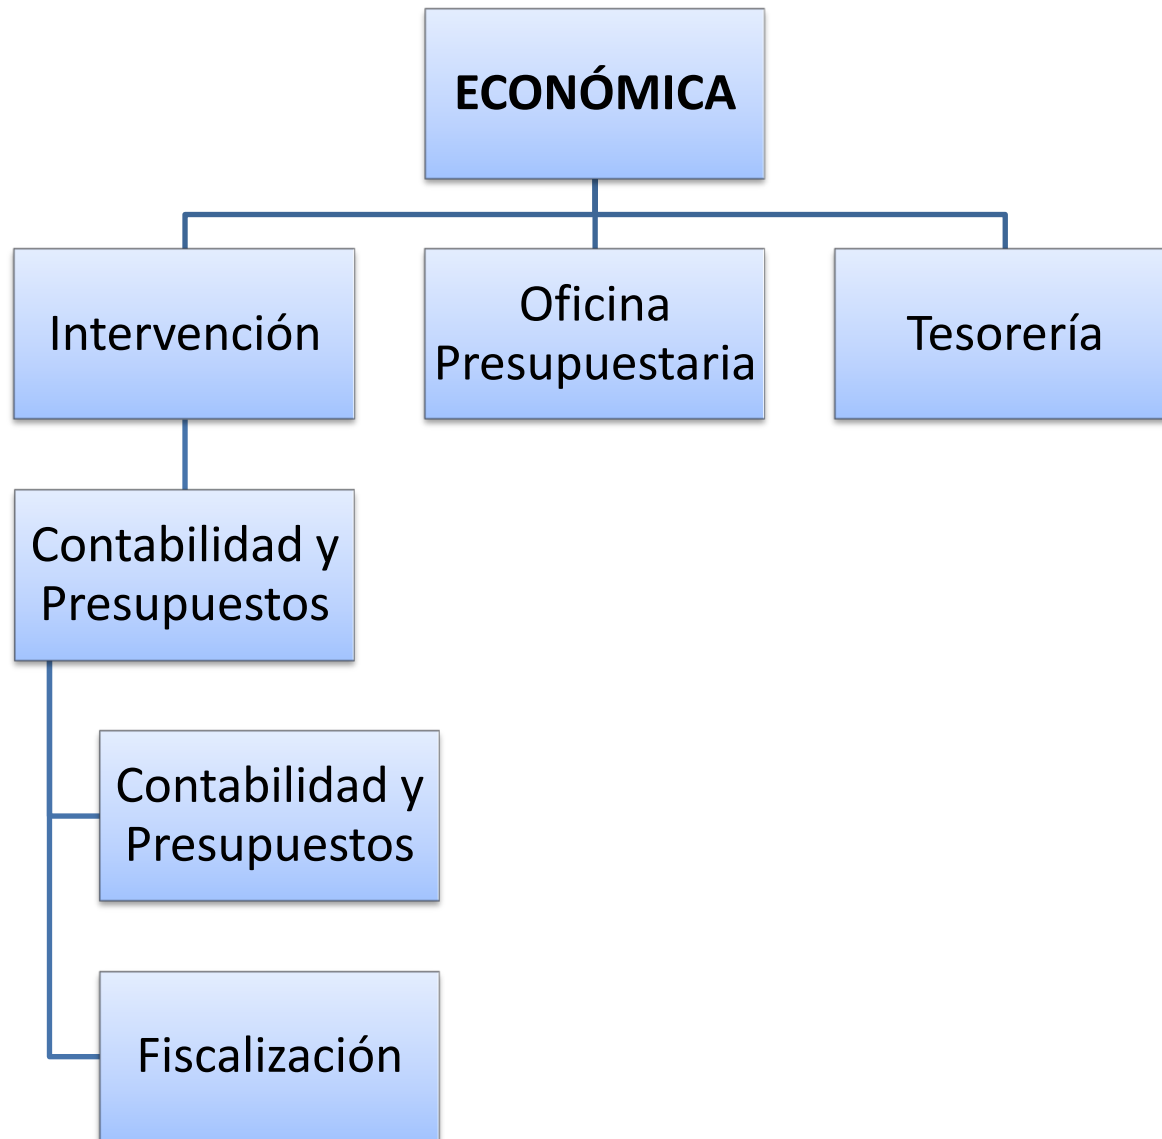 ECONÓMICA
Intervención
Oficina
Presupuestaria
Tesorería
Contabilidad y
Presupuestos
Contabilidad y
Presupuestos
Fiscalización